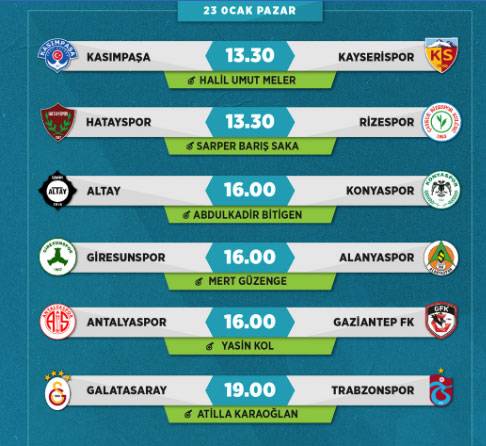 23 OCAK PAZAR
KASIMPAŞA 13.30 KAYSERİSPOR
HALİL UMUT MELER
HATAYSPOR 13.30 RİZESPOR
SARPER BARIŞ SAKA
ALTAY 16.00 KONYASPOR
ABDULKADİR BİTİGEN
GİRESUNSPOR 16.00 ALANYASPOR
MERT GÜZENGE
ANTALYASPOR 16.00 GAZİANTEP FK
YASİN KOL
GALATASARAY 19.00 TRABZONSPOR
ATİLLA KARAOĞLAN